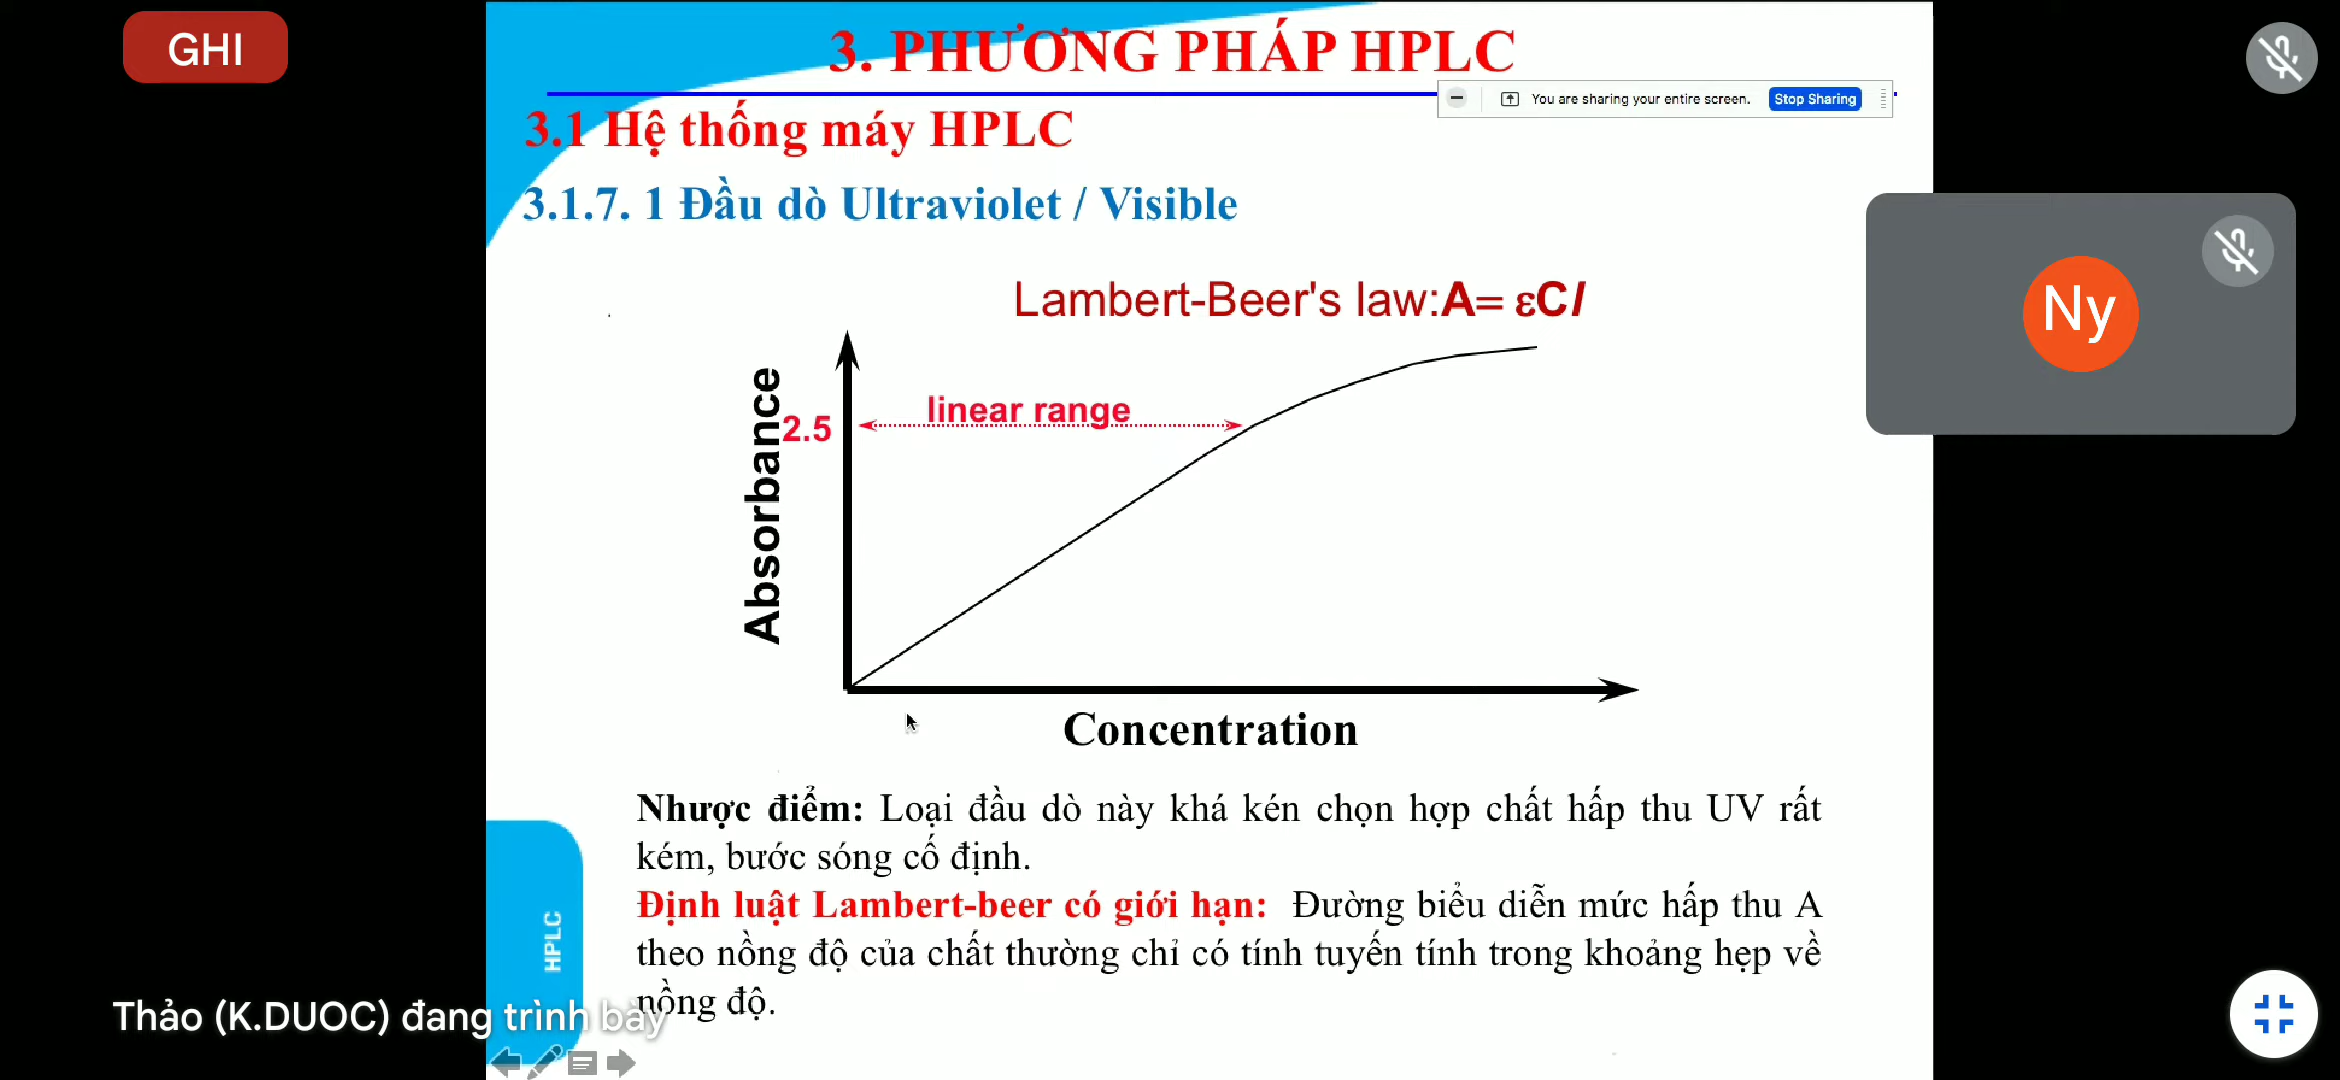 GHI
3. PHƯƠNG PHÁP HPLC
You are sharing your entire screen. Stop Sharing
3.1 Hệ thống máy HPLC
3.1.7. 1 Đầu dò Ultraviolet / Visible
Ny
Lambert-Beer's law:A= εCl
Absorbance
2.5
linear range
Concentration
Nhược điểm: Loại đầu dò này khá kén chọn hợp chất hấp thu UV rất
kém, bước sóng cố định.
Định luật Lambert-beer có giới hạn: Đường biểu diễn mức hấp thu A
theo nồng độ của chất thường chỉ có tính tuyến tính trong khoảng hẹp về
nồng độ.
HPLC
Thảo (K.DUOC) đang trình bày